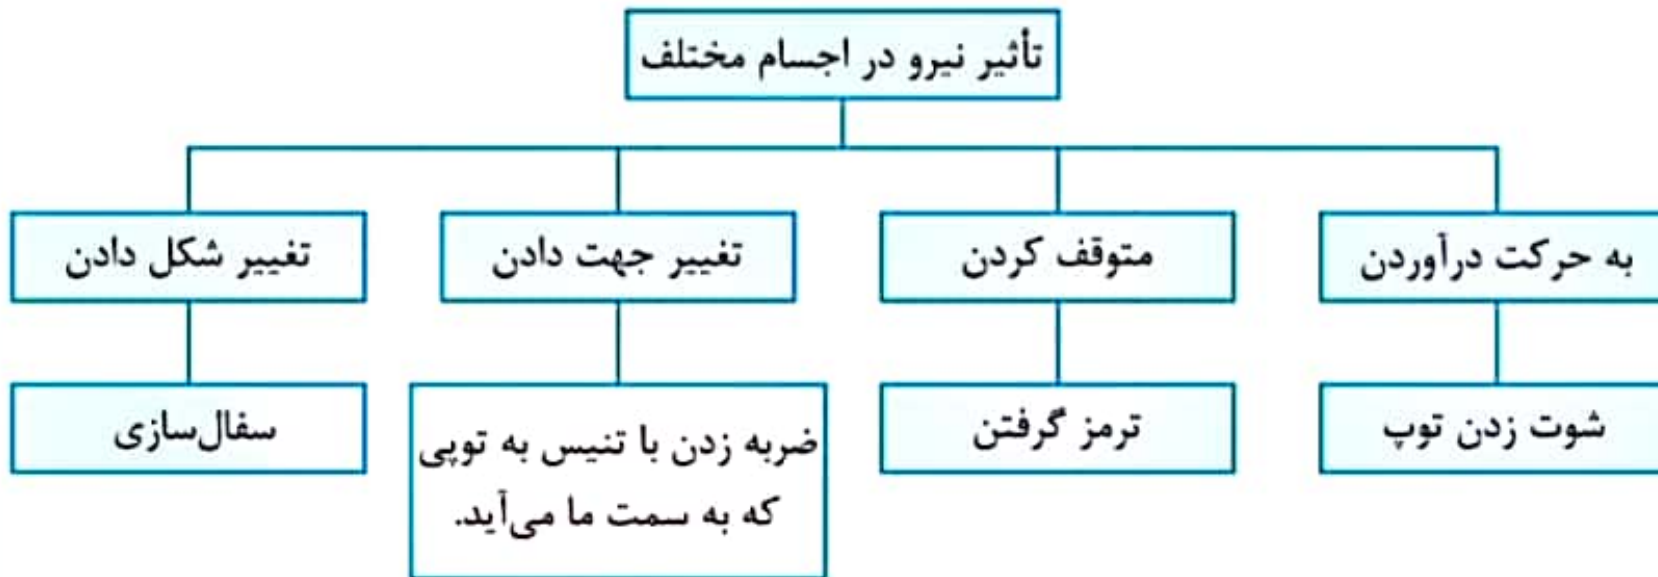 تأثیر نیرو در اجسام مختلف
به حرکت درآوردن
متوقف کردن
تغییر جهت دادن
تغییر شکل دادن
شوت زدن توپ
ترمز گرفتن
ضربه زدن با تنیس به توپی
که به سمت ما می‌آید.
سفال‌سازی